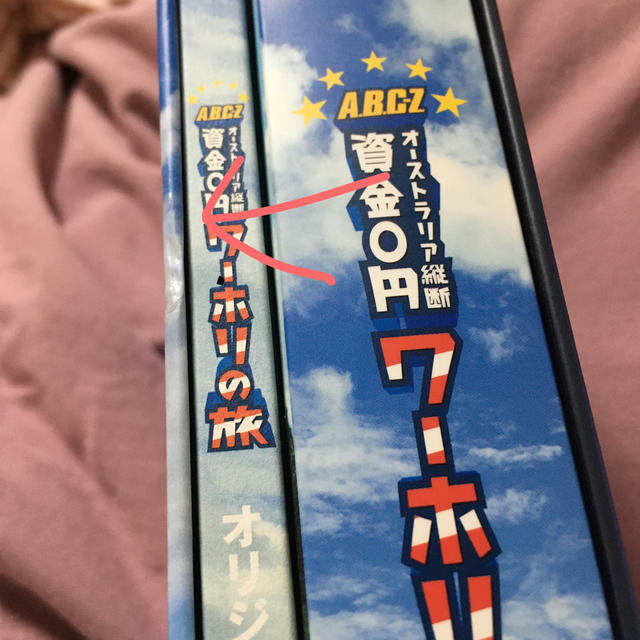 A.B.C-Z
オーストラリア縦断
資金0円
ワーホリの旅
オリジ
A.B.C-Z
オーストラリア縦断
資金0円
ワーホリ